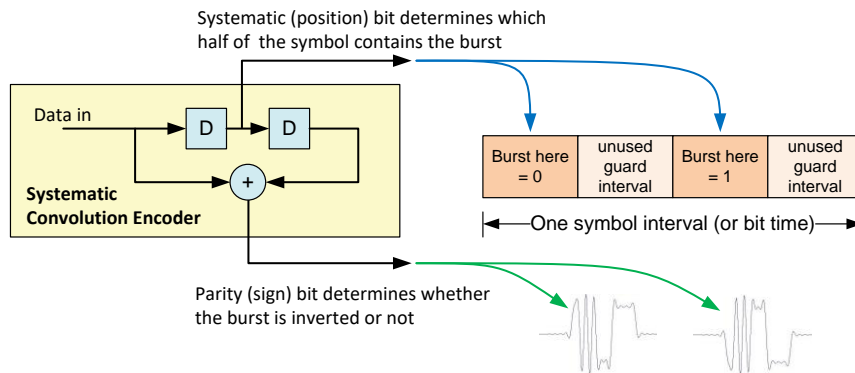 Systematic (position) bit determines which
half of the symbol contains the burst
Data in
D
D
+
Systematic
Convolution Encoder
Burst here
= 0
unused
guard
interval
Burst here
= 1
unused
guard
interval
One symbol interval (or bit time)
Parity (sign) bit determines whether
the burst is inverted or not